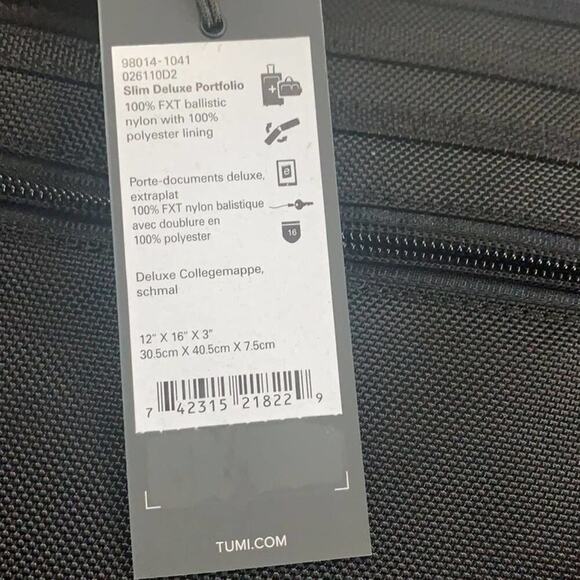 98014-1041
026110D2
Slim Deluxe Portfolio
100% FXT ballistic
nylon with 100%
polyester lining
e
Porte-documents deluxe,
extraplat
100% FXT nylon balistique
avec doublure en
100% polyester
16
Deluxe Collegemappe,
schmal
12" X 16" X 3"
30.5cm X 40.5cm X 7.5cm
7 42315 21822 9
TUMI.COM